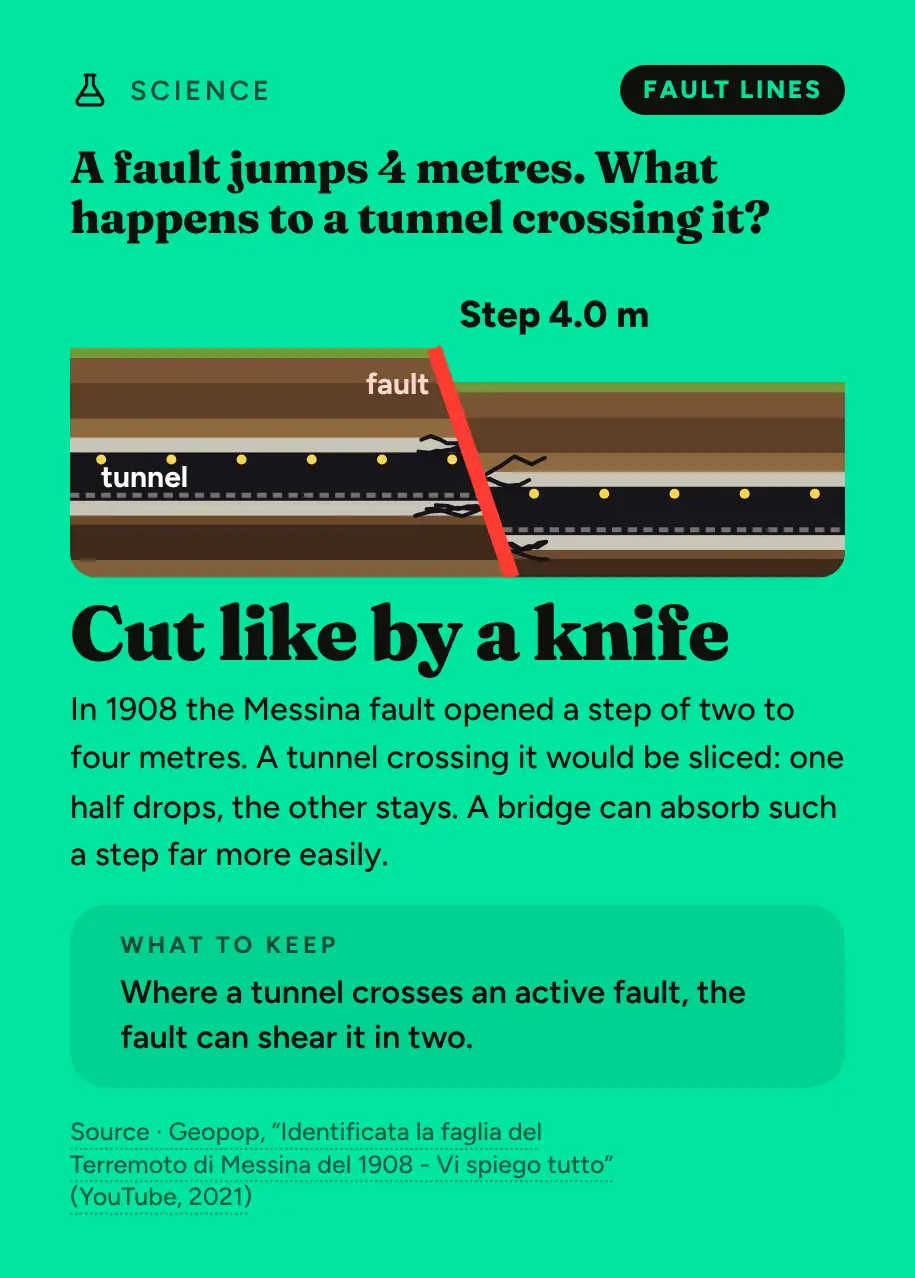 SCIENCE
FAULT LINES
A fault jumps 4 metres. What
happens to a tunnel crossing it?
Step 4.0 m
fault
tunnel
Cut like by a knife
In 1908 the Messina fault opened a step of two to
four metres. A tunnel crossing it would be sliced: one
half drops, the other stays. A bridge can absorb such
a step far more easily.
WHAT TO KEEP
Where a tunnel crosses an active fault, the
fault can shear it in two.
Source · Geopop, “Identificata la faglia del
Terremoto di Messina del 1908 - Vi spiego tutto”
(YouTube, 2021)